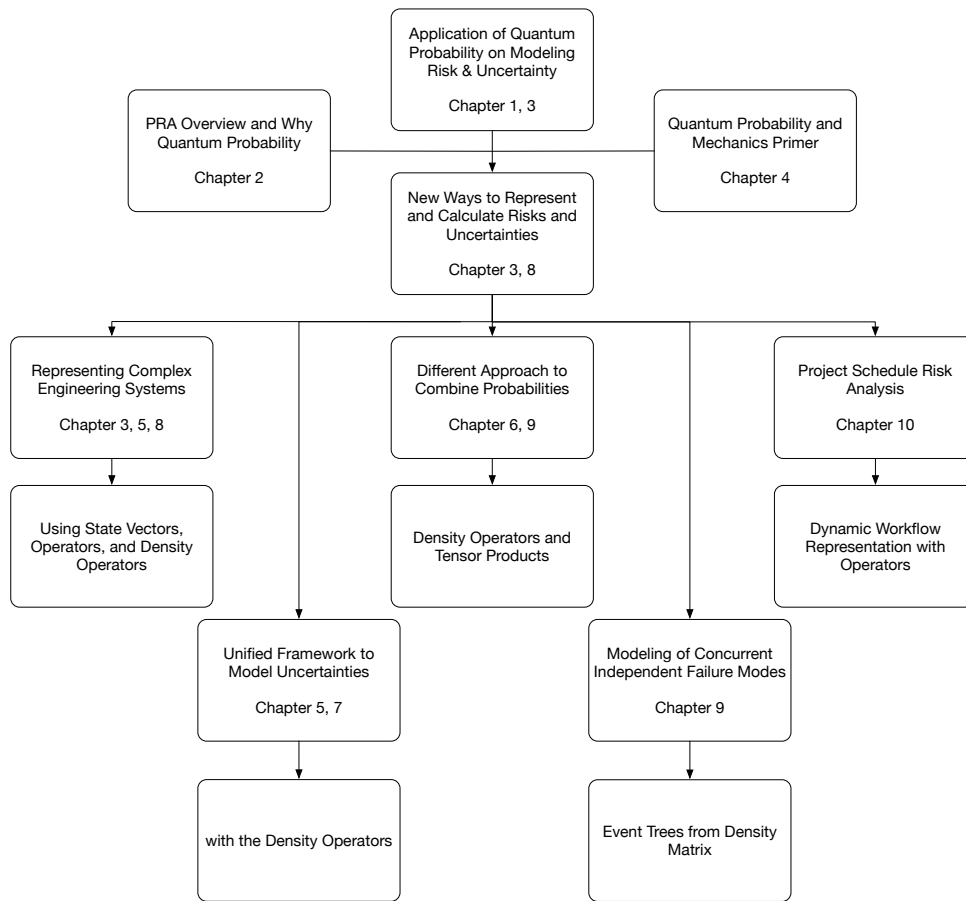 Application of Quantum
Probability on Modeling
Risk & Uncertainty
Chapter 1, 3
PRA Overview and Why
Quantum Probability
Chapter 2
Quantum Probability and
Mechanics Primer
Chapter 4
New Ways to Represent
and Calculate Risks and
Uncertainties
Chapter 3, 8
Representing Complex
Engineering Systems
Chapter 3, 5, 8
Different Approach to
Combine Probabilities
Chapter 6, 9
Project Schedule Risk
Analysis
Chapter 10
Using State Vectors,
Operators, and Density
Operators
Density Operators and
Tensor Products
Dynamic Workflow
Representation with
Operators
Unified Framework to
Model Uncertainties
Chapter 5, 7
Modeling of Concurrent
Independent Failure Modes
Chapter 9
with the Density Operators
Event Trees from Density
Matrix